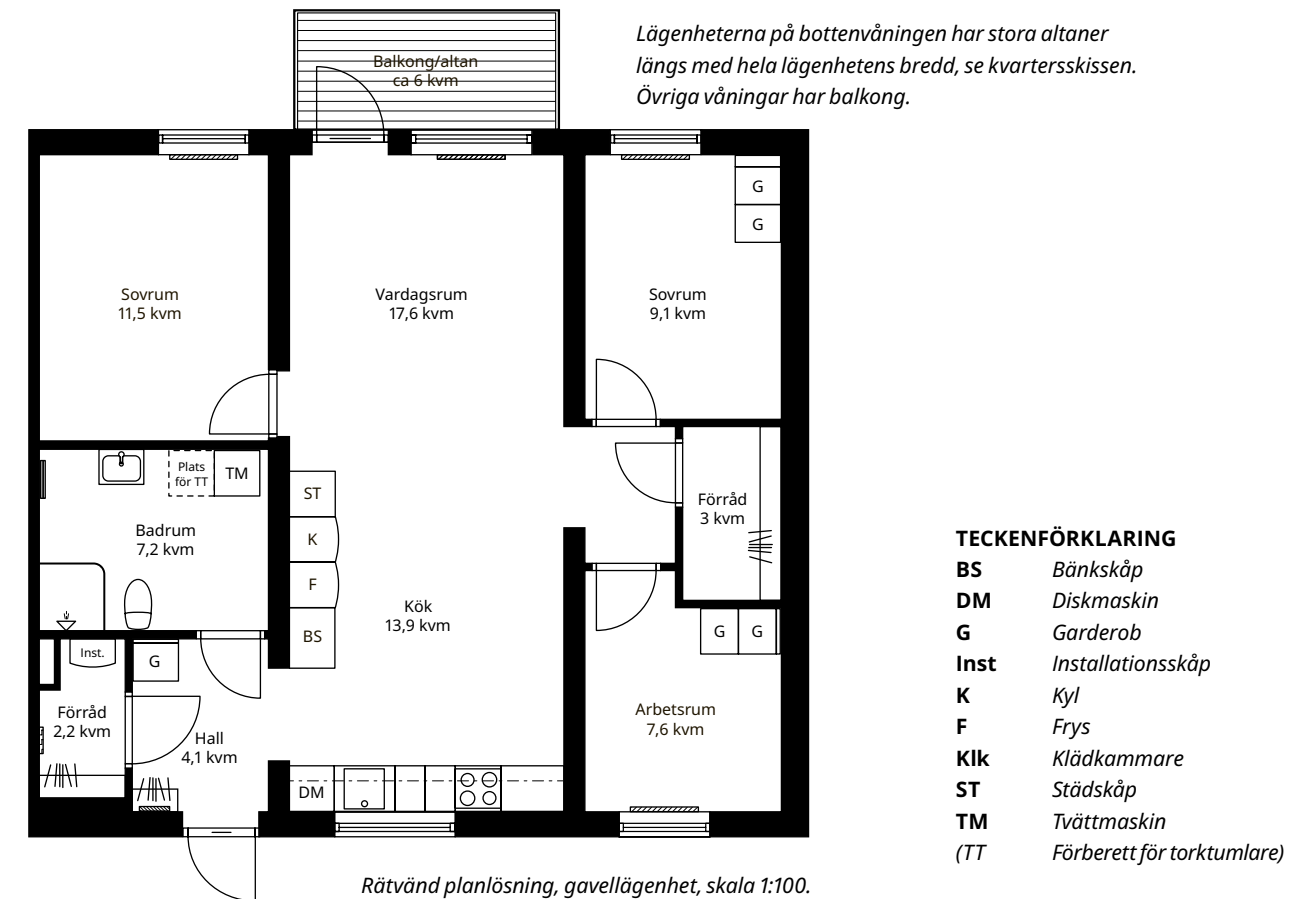 Lägenheterna på bottenvåningen har stora altaner
längs med hela lägenhetens bredd, se kvartersskissen.
Övriga våningar har balkong.
Balkong/altan
ca 6 kvm
G
G
Sovrum
11,5 kvm
Vardagsrum
17,6 kvm
Sovrum
9,1 kvm
Plats
för TT
TM
ST
K
F
BS
Badrum
7,2 kvm
Förråd
3 kvm
Kök
13,9 kvm
Inst.
G
G
G
Förråd
2,2 kvm
Hall
4,1 kvm
Arbetsrum
7,6 kvm
DM
TECKENFÖRKLARING
BS Bänkskåp
DM Diskmaskin
G Garderob
Inst Installationsskåp
K Kyl
F Frys
Klk Klädkammare
ST Städskåp
TM Tvättmaskin
(TT Förberett för torktumlare)
Rätvänd planlösning, gavellägenhet, skala 1:100.